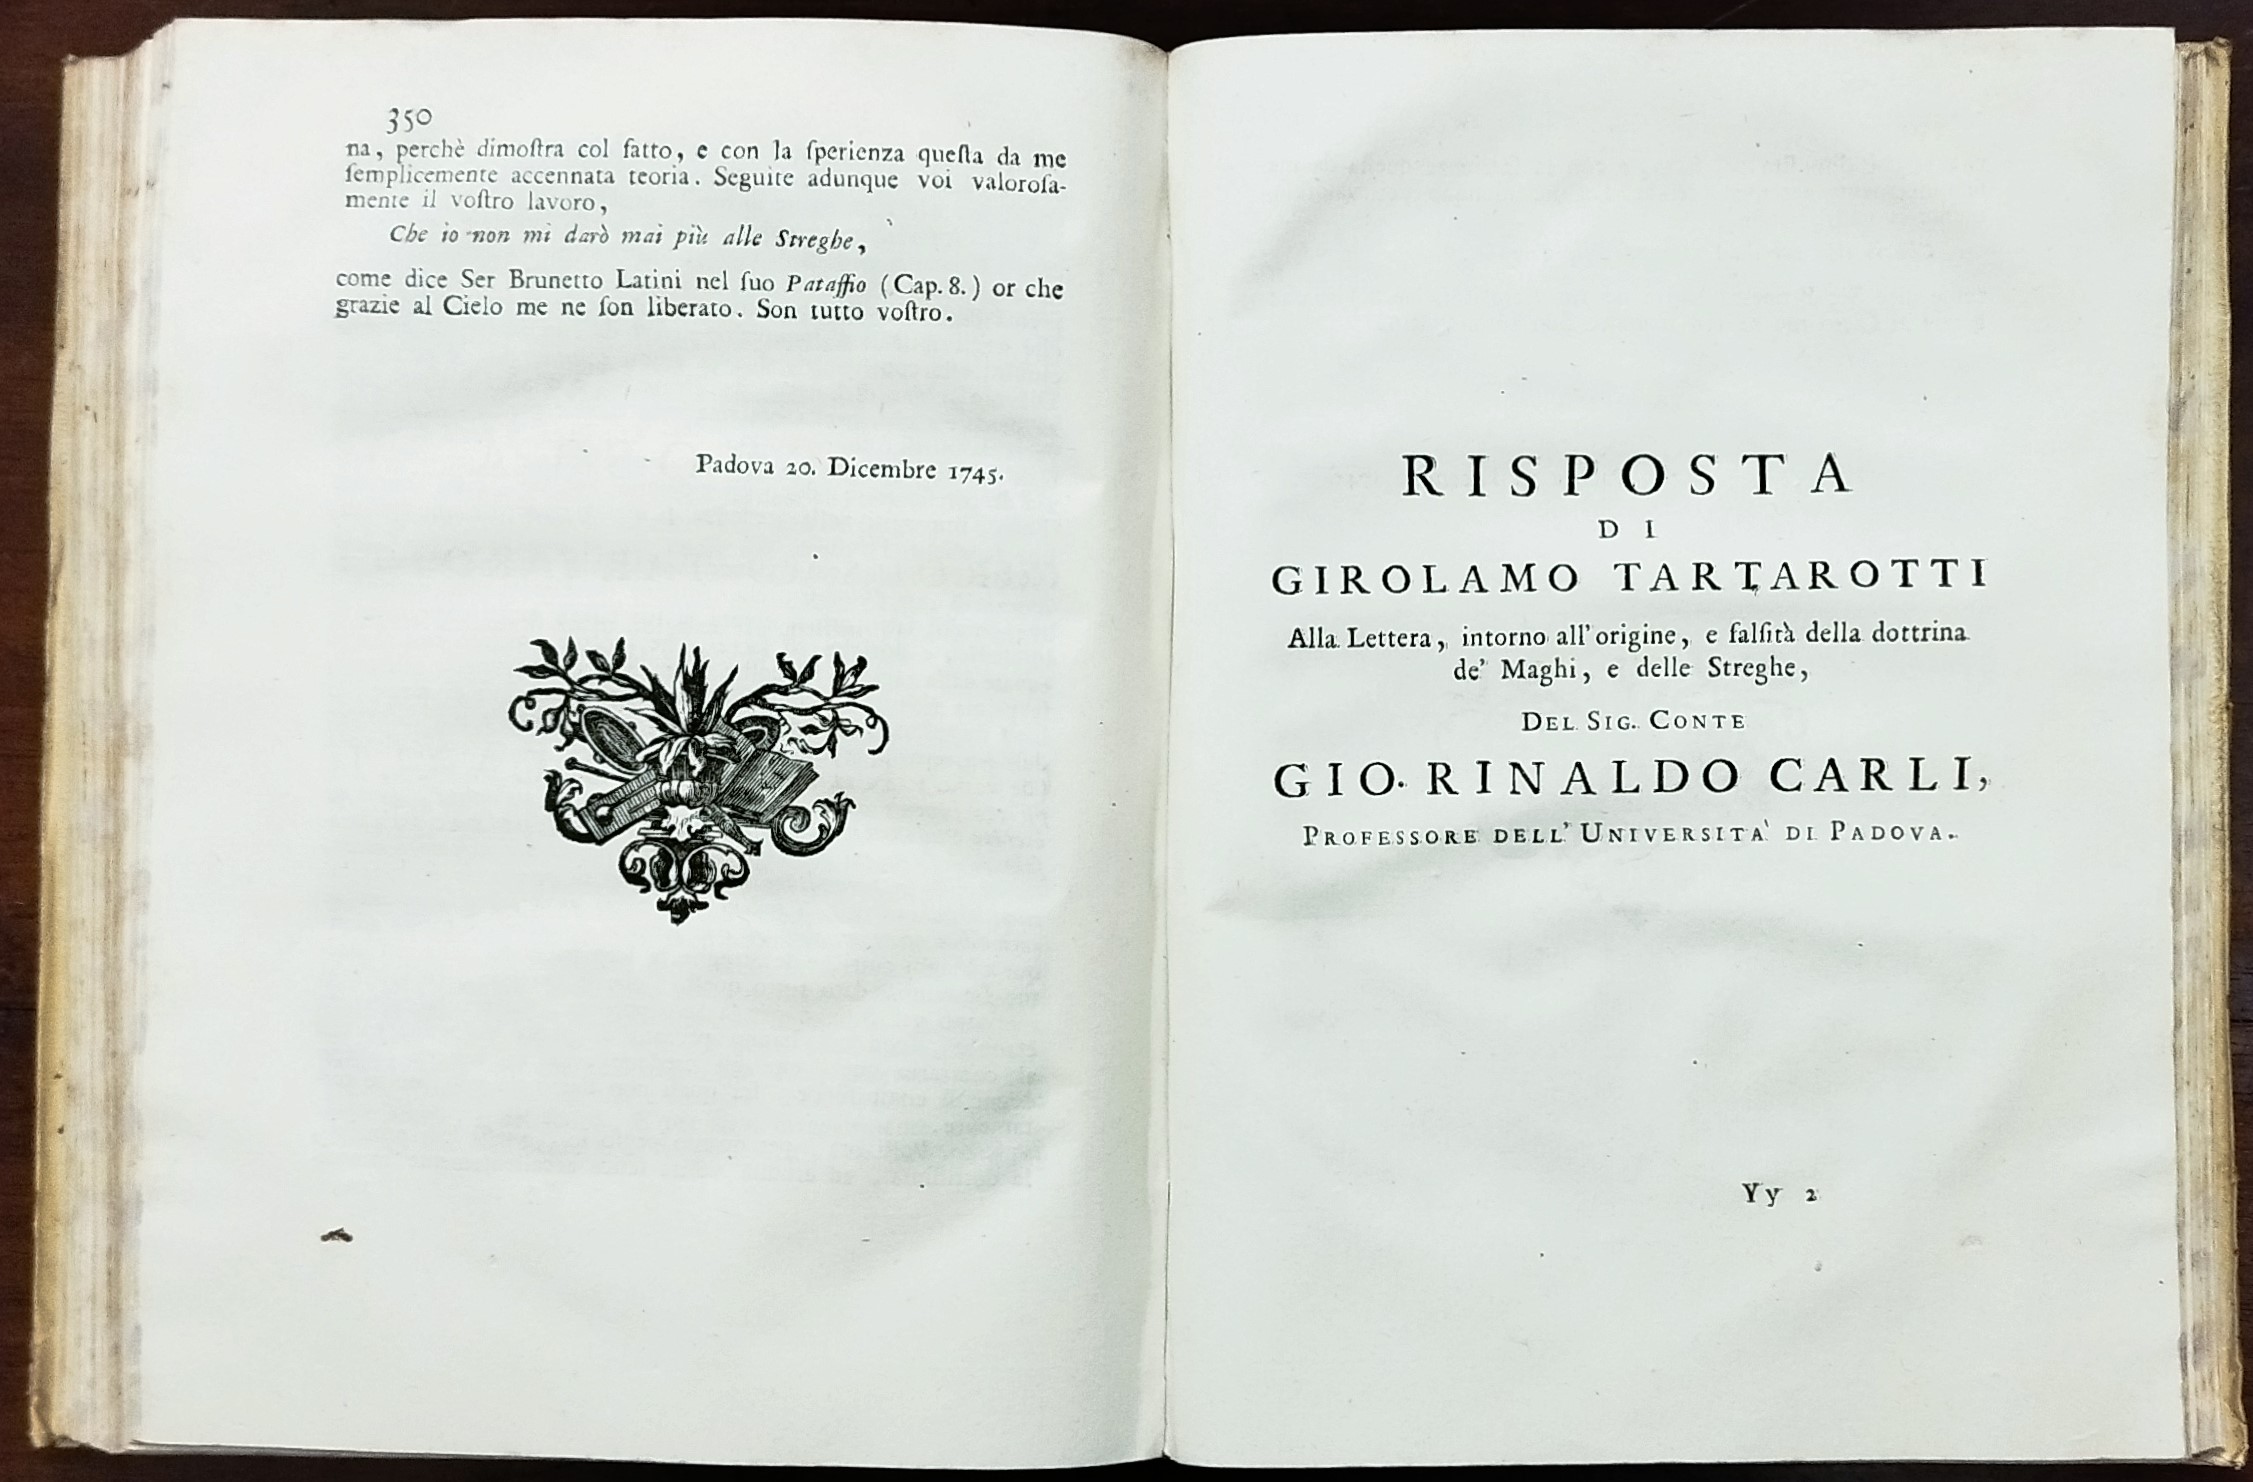 350
na, perchè dimoſtra col fatto, e con la ſperienza queſta da me
ſemplicemente accennata teoria. Seguite adunque voi valoroſa-
mente il voſtro lavoro,
Che io non mi darò mai più alle Streghe,
come dice Ser Brunetto Latini nel ſuo Pataffio (Cap. 8.) or che
grazie al Cielo me ne ſon liberato. Son tutto voſtro.
Padova 20. Dicembre 1745.
RISPOSTA
DI
GIROLAMO TARTAROTTI
Alla Lettera, intorno all' origine, e falſità della dottrina
de' Maghi, e delle Streghe,
DEL SIG. CONTE
GIO. RINALDO CARLI,
PROFESSORE DELL' UNIVERSITA' DI PADOVA.
Yy 2